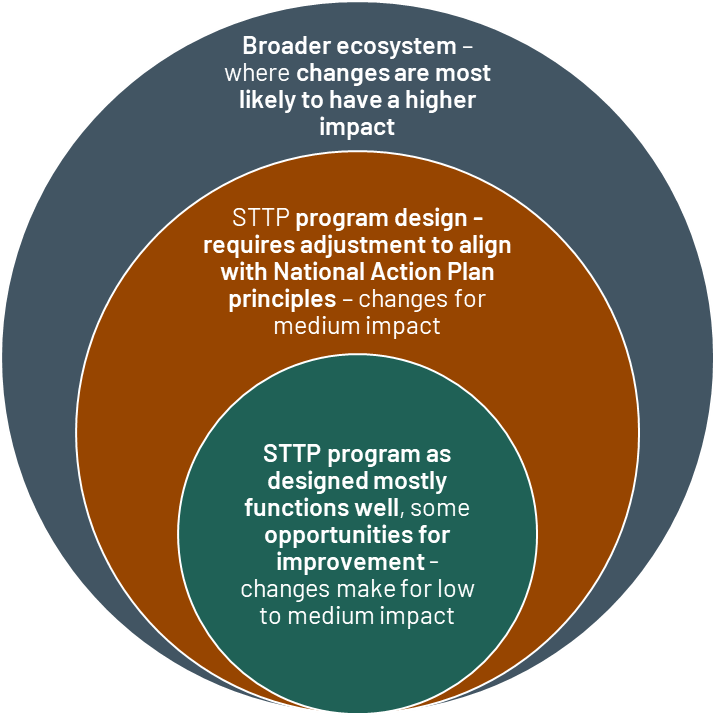 Broader ecosystem –
where changes are most
likely to have a higher
impact
STTP program design -
requires adjustment to align
with National Action Plan
principles – changes for
medium impact
STTP program as
designed mostly
functions well, some
opportunities for
improvement -
changes make for low
to medium impact